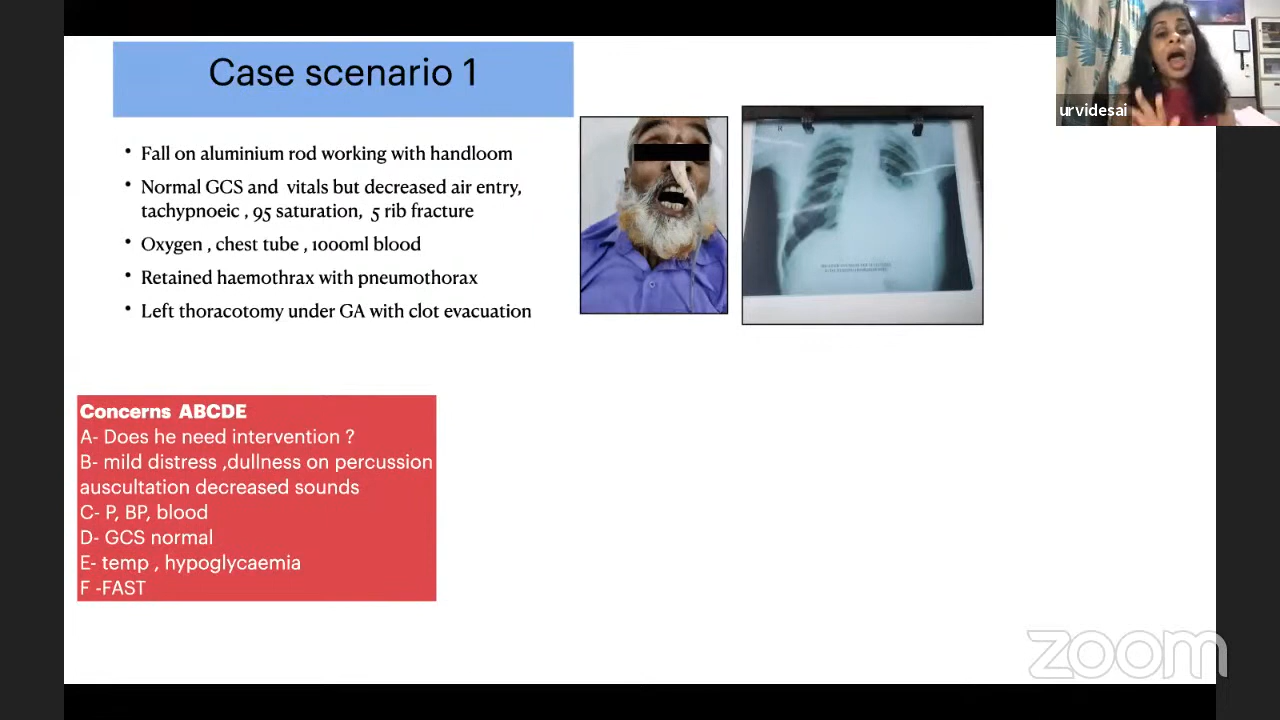 Case scenario 1
• Fall on aluminium rod working with handloom
• Normal GCS and vitals but decreased air entry,
tachypnoeic , 95 saturation, 5 rib fracture
• Oxygen , chest tube , 1000ml blood
• Retained haemothrax with pneumothorax
• Left thoracotomy under GA with clot evacuation
R
urvidesai
Concerns ABCDE
A- Does he need intervention ?
B- mild distress ,dullness on percussion
auscultation decreased sounds
C- P, BP, blood
D- GCS normal
E- temp , hypoglycaemia
F -FAST
zoom